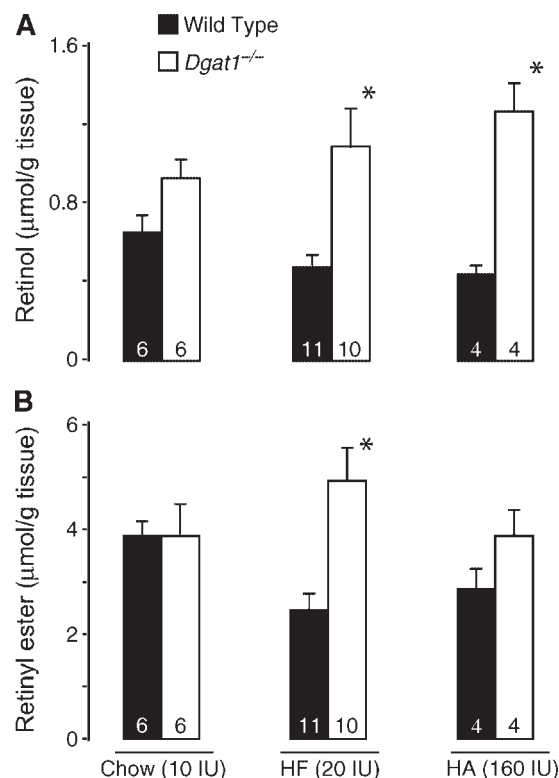 A
Wild Type
Dgat1−/−
Retinol (μmol/g tissue)
1.6
0.8
0
*
*
6 6 11 10 4 4
B
Retinyl ester (μmol/g tissue)
6
4
2
0
*
6 6 11 10 4 4
Chow (10 IU) HF (20 IU) HA (160 IU)